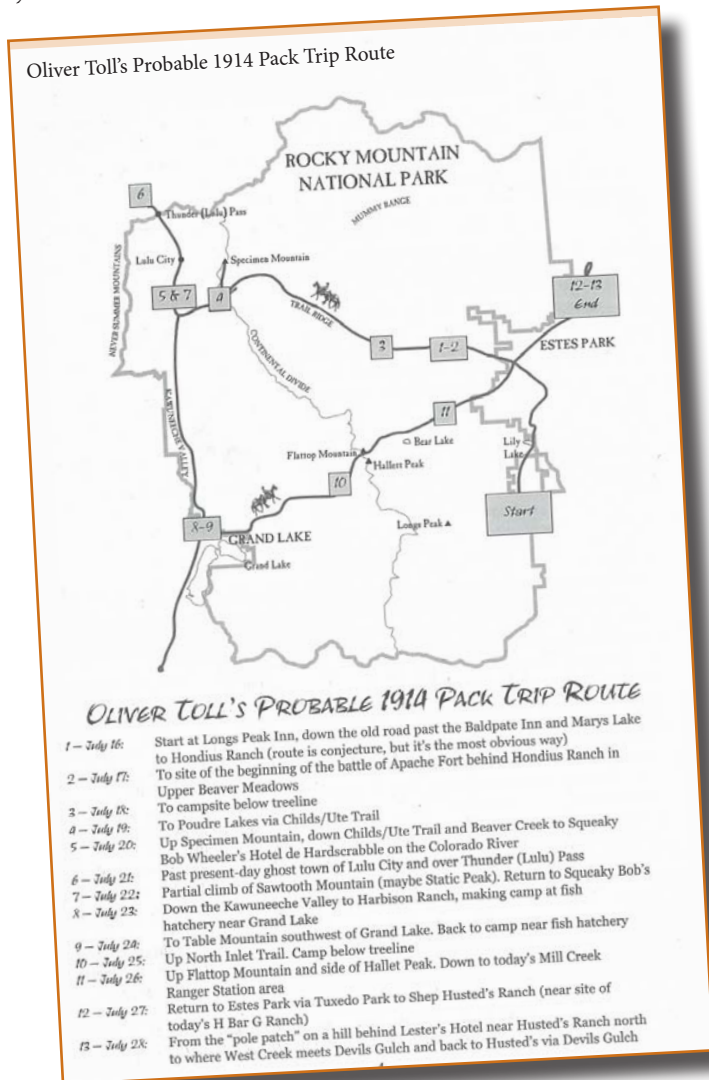 Oliver Toll's Probable 1914 Pack Trip Route
ROCKY MOUNTAIN
NATIONAL PARK
MUMMY RANGE
6
Thunder (Lulu) Pass
Lulu City
Specimen Mountain
NEVER SUMMER MOUNTAINS
5 & 7
4
12-13
End
TRAIL RIDGE
3
1-2
ESTES PARK
CONTINENTAL DIVIDE
KAWUNEECHE VALLEY
11
Bear Lake
Lily
Lake
Flattop Mountain
Hallett Peak
10
Start
8-9
Longs Peak
GRAND LAKE
Grand Lake
OLIVER TOLL'S PROBABLE 1914 PACK TRIP ROUTE
1 – July 16: Start at Longs Peak Inn, down the old road past the Baldpate Inn and Marys Lake
to Hondius Ranch (route is conjecture, but it's the most obvious way)
2 – July 17: To site of the beginning of the battle of Apache Fort behind Hondius Ranch in
Upper Beaver Meadows
3 – July 18: To campsite below treeline
4 – July 19: To Poudre Lakes via Childs/Ute Trail
5 – July 20: Up Specimen Mountain, down Childs/Ute Trail and Beaver Creek to Squeaky
Bob Wheeler's Hotel de Hardscrabble on the Colorado River
6 – July 21: Past present-day ghost town of Lulu City and over Thunder (Lulu) Pass
7 – July 22: Partial climb of Sawtooth Mountain (maybe Static Peak). Return to Squeaky Bob's
8 – July 23: Down the Kawuneeche Valley to Harbison Ranch, making camp at fish
hatchery near Grand Lake
9 – July 24: To Table Mountain southwest of Grand Lake. Back to camp near fish hatchery
10 – July 25: Up North Inlet Trail. Camp below treeline
11 – July 26: Up Flattop Mountain and side of Hallet Peak. Down to today's Mill Creek
Ranger Station area
12 – July 27: Return to Estes Park via Tuxedo Park to Shep Husted's Ranch (near site of
today's H Bar G Ranch)
13 – July 28: From the "pole patch" on a hill behind Lester's Hotel near Husted's Ranch north
to where West Creek meets Devils Gulch and back to Husted's via Devils Gulch